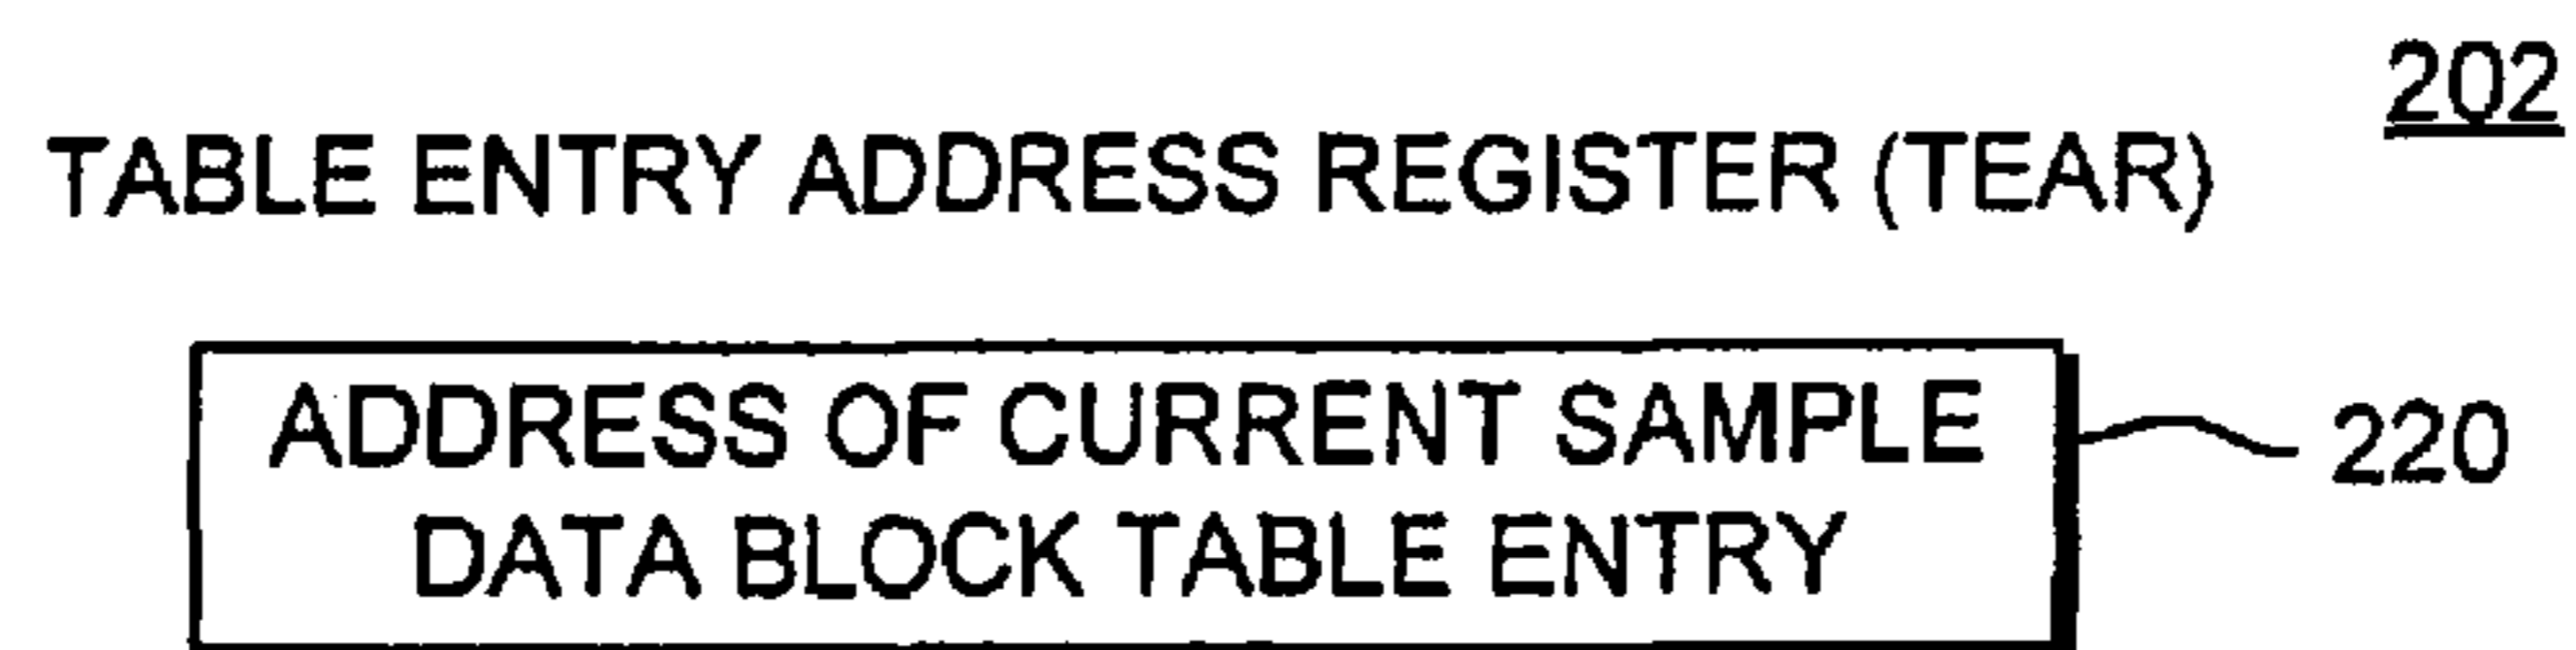 202
TABLE ENTRY ADDRESS REGISTER (TEAR)
ADDRESS OF CURRENT SAMPLE
DATA BLOCK TABLE ENTRY
220